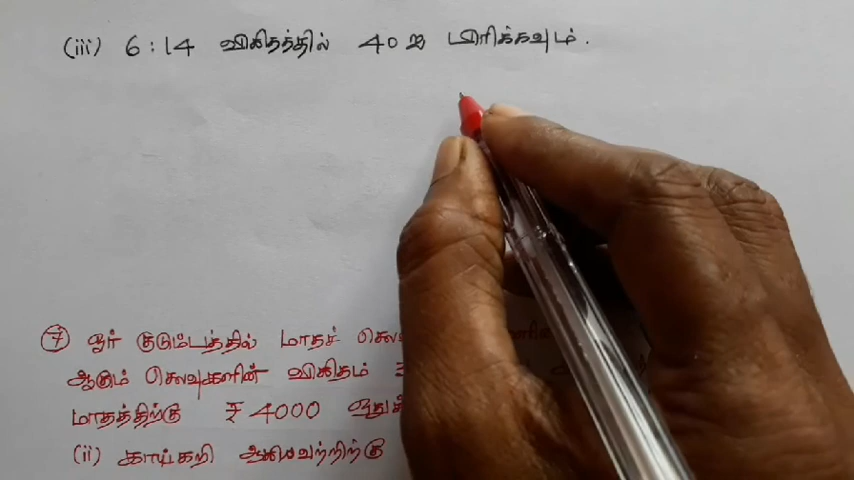 (iii) 6 : 14 விகிதத்தில் 40 ஐ பிரிக்கவும்.
7 ஓர் குடும்பத்தில் மாதச்
ஆகும் செலவுகளின் விகிதம்
மாதத்திற்கு ₹ 4000
(ii) காய்கறி ஆகியவற்றிற்கு